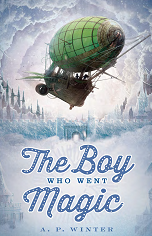 The Boy
WHO WENT
Magic
A. P. WINTER